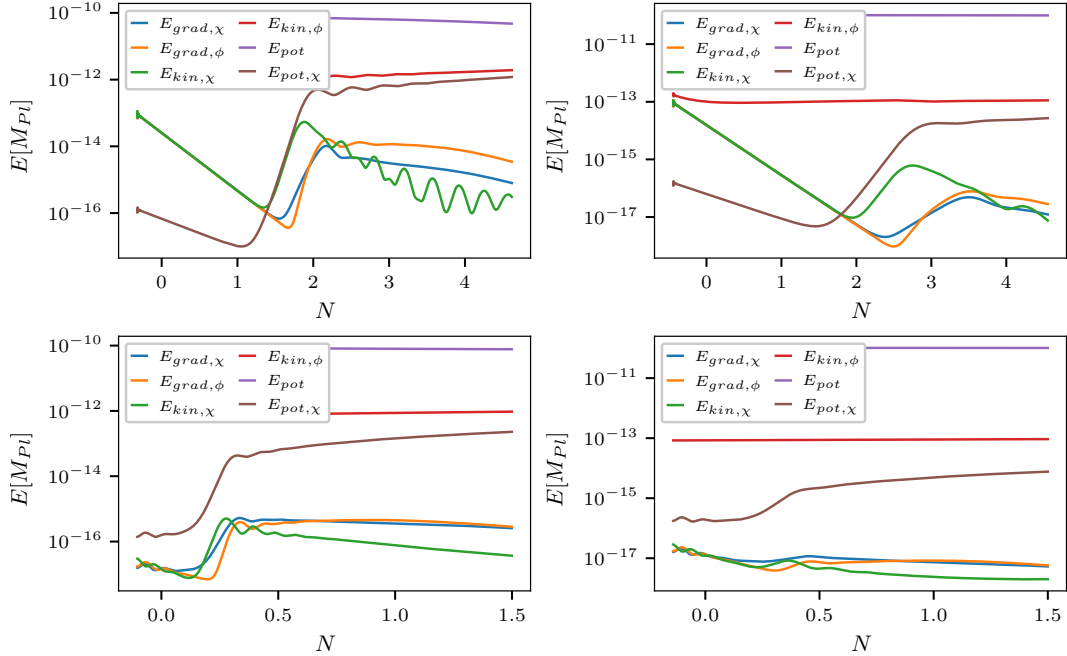 10^{-10}
10^{-12}
10^{-14}
10^{-16}
E[M_{Pl}]
E_{grad,χ} E_{kin,ϕ}
E_{grad,ϕ} E_{pot}
E_{kin,χ} E_{pot,χ}
0 1 2 3 4
N
10^{-11}
10^{-13}
10^{-15}
10^{-17}
E[M_{Pl}]
E_{grad,χ} E_{kin,ϕ}
E_{grad,ϕ} E_{pot}
E_{kin,χ} E_{pot,χ}
0 1 2 3 4
N
10^{-10}
10^{-12}
10^{-14}
10^{-16}
E[M_{Pl}]
E_{grad,χ} E_{kin,ϕ}
E_{grad,ϕ} E_{pot}
E_{kin,χ} E_{pot,χ}
0.0 0.5 1.0 1.5
N
10^{-11}
10^{-13}
10^{-15}
10^{-17}
E[M_{Pl}]
E_{grad,χ} E_{kin,ϕ}
E_{grad,ϕ} E_{pot}
E_{kin,χ} E_{pot,χ}
0.0 0.5 1.0 1.5
N